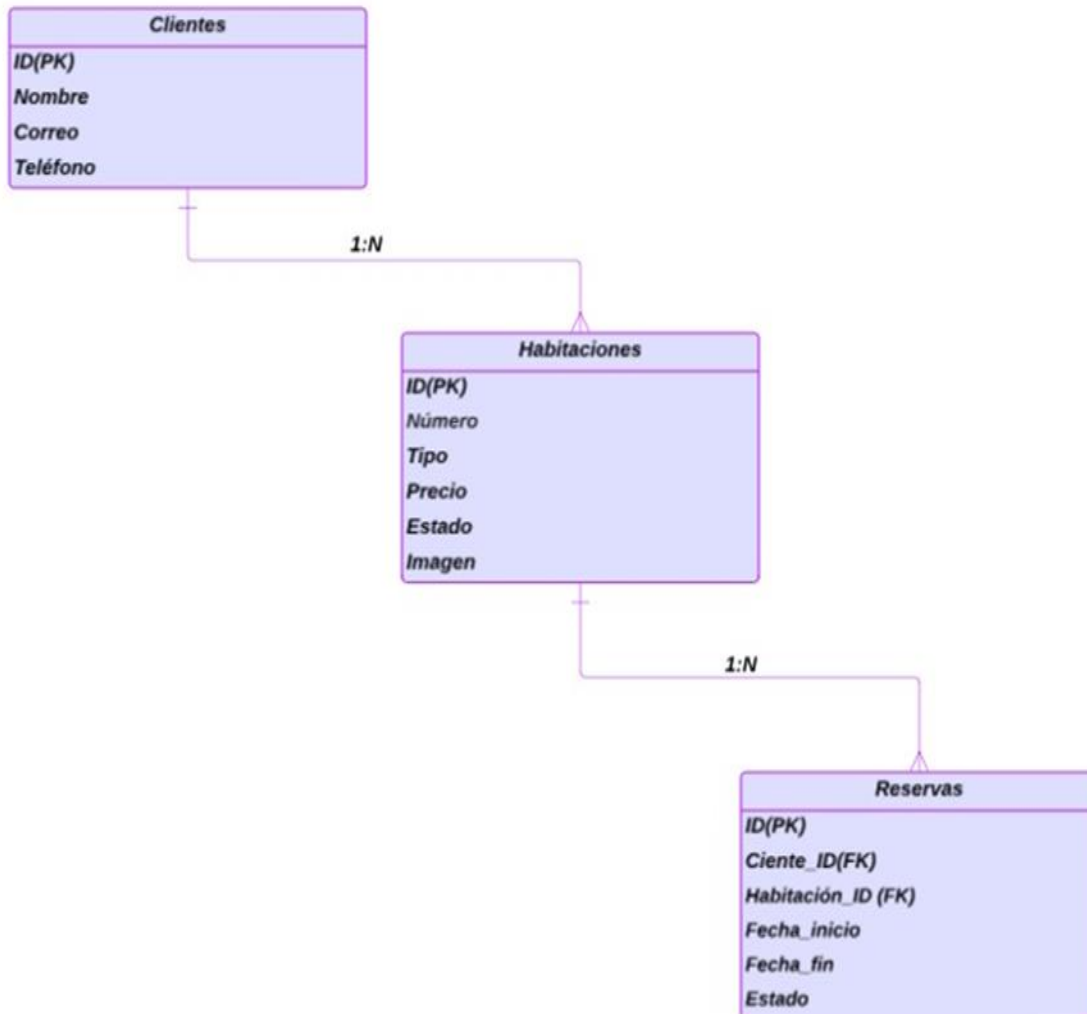 Clientes
ID(PK)
Nombre
Correo
Teléfono
1:N
Habitaciones
ID(PK)
Número
Tipo
Precio
Estado
Imagen
1:N
Reservas
ID(PK)
Ciente_ID(FK)
Habitación_ID (FK)
Fecha_inicio
Fecha_fin
Estado